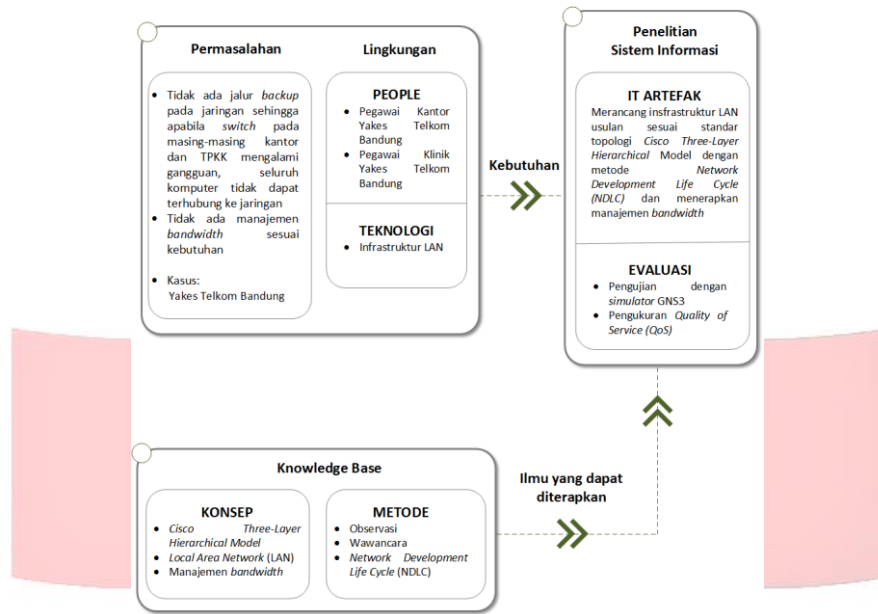 Permasalahan
Tidak ada jalur backup
pada jaringan sehingga
apabila switch pada
masing-masing kantor
dan TPKK mengalami
gangguan, seluruh
komputer tidak dapat
terhubung ke jaringan
Tidak ada manajemen
bandwidth sesuai
kebutuhan
Kasus:
Yakes Telkom Bandung
Lingkungan
PEOPLE
Pegawai Kantor
Yakes Telkom
Bandung
Pegawai Klinik
Yakes Telkom
Bandung
TEKNOLOGI
Infrastruktur LAN
Kebutuhan
Penelitian
Sistem Informasi
IT ARTEFAK
Merancang insfrastruktur LAN
usulan sesuai standar
topologi Cisco Three-Layer
Hierarchical Model dengan
metode Network
Development Life Cycle
(NDLC) dan menerapkan
manajemen bandwidth
EVALUASI
Pengujian dengan
simulator GNS3
Pengukuran Quality of
Service (QoS)
Knowledge Base
KONSEP
Cisco Three-Layer
Hierarchical Model
Local Area Network (LAN)
Manajemen bandwidth
METODE
Observasi
Wawancara
Network Development
Life Cycle (NDLC)
Ilmu yang dapat
diterapkan